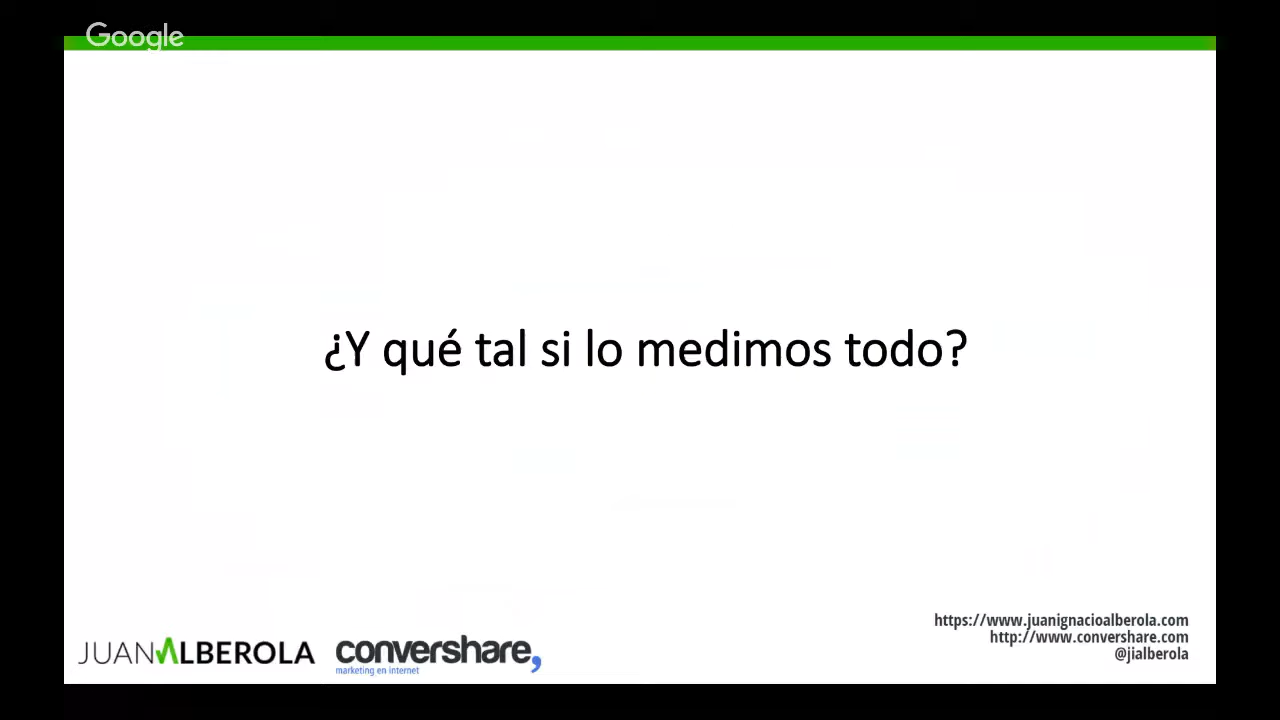 Google
¿Y qué tal si lo medimos todo?
JUANALBEROLA
convershare,
marketing en internet
https://www.juanignacioalberola.com
http://www.convershare.com
@jialberola